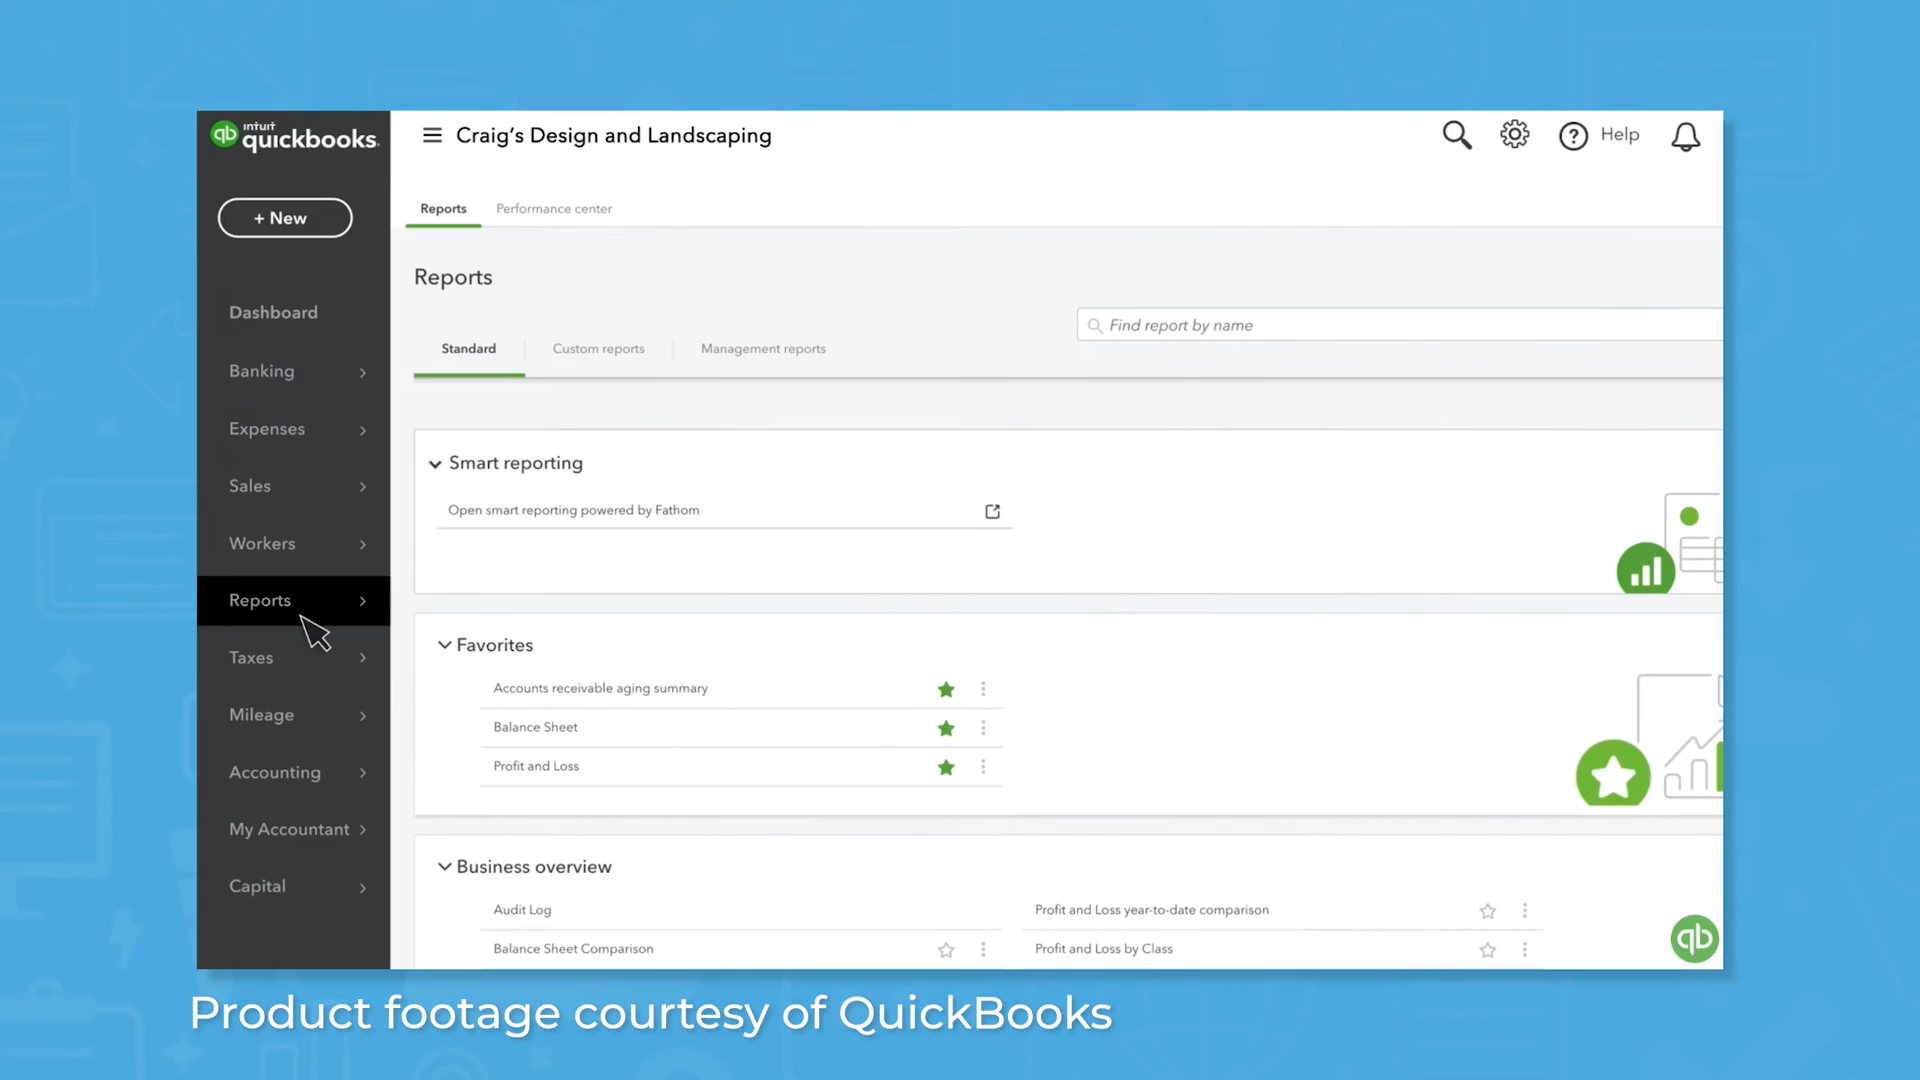 intuit
quickbooks.
Craig's Design and Landscaping
Help
+ New
Reports
Performance center
Reports
Find report by name
Standard
Custom reports
Management reports
Dashboard
Banking
Expenses
Sales
Workers
Reports
Taxes
Mileage
Accounting
My Accountant
Capital
Smart reporting
Open smart reporting powered by Fathom
Favorites
Accounts receivable aging summary
Balance Sheet
Profit and Loss
Business overview
Audit Log
Profit and Loss year-to-date comparison
Balance Sheet Comparison
Profit and Loss by Class
qb
Product footage courtesy of QuickBooks